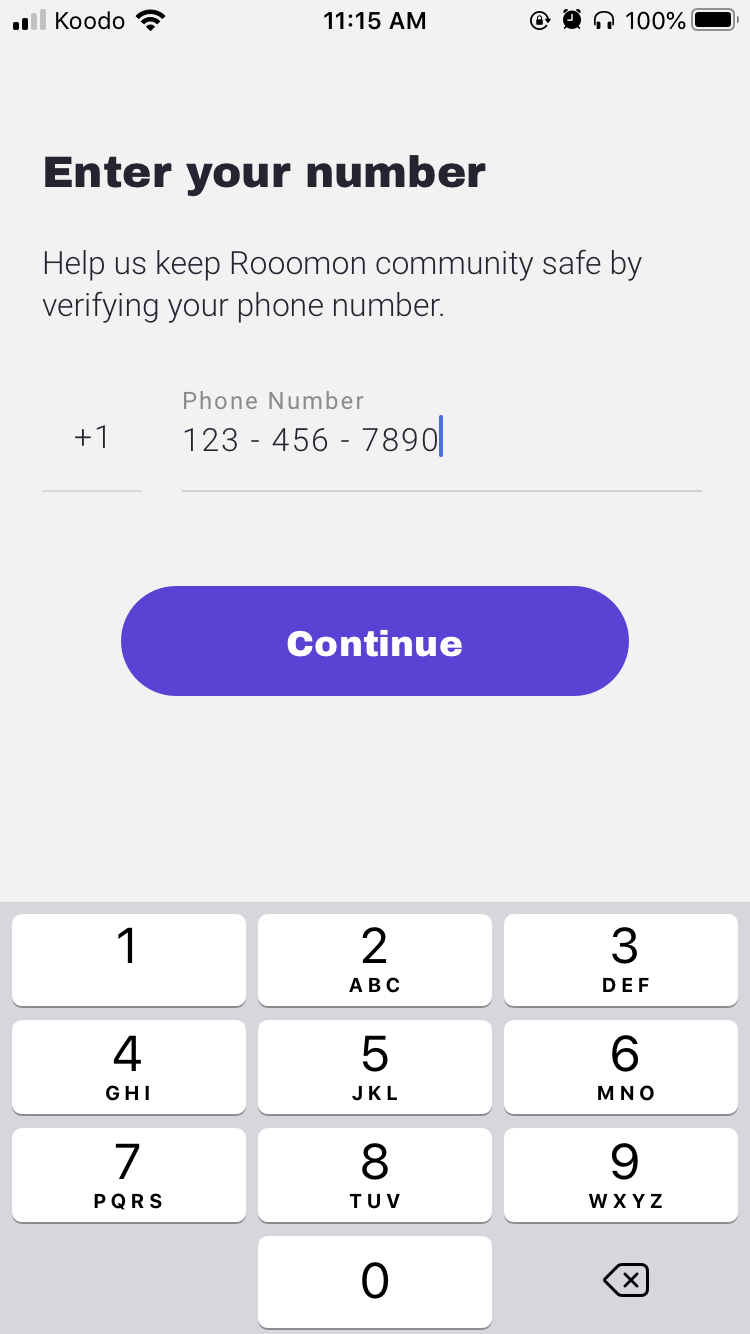 Koodo 11:15 AM 100%
Enter your number
Help us keep Rooomon community safe by
verifying your phone number.
Phone Number
+1 123 - 456 - 7890
Continue
1 2 3
ABC DEF
4 5 6
GHI JKL MNO
7 8 9
PQRS TUV WXYZ
0